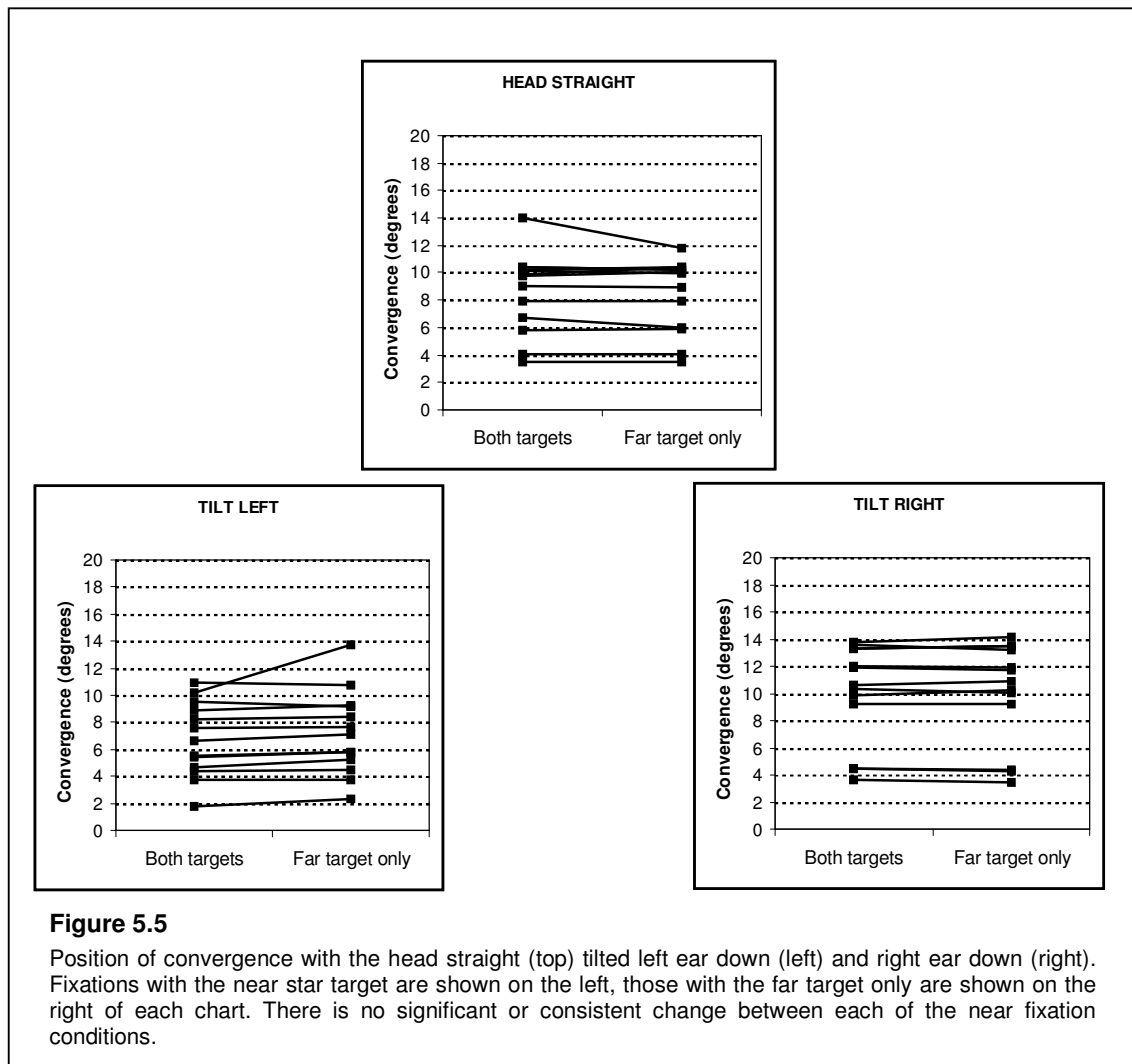 HEAD STRAIGHT
Convergence (degrees)
20
18
16
14
12
10
8
6
4
2
0
Both targets Far target only
TILT LEFT
Convergence (degrees)
20
18
16
14
12
10
8
6
4
2
0
Both targets Far target only
TILT RIGHT
Convergence (degrees)
20
18
16
14
12
10
8
6
4
2
0
Both targets Far target only
Figure 5.5
Position of convergence with the head straight (top) tilted left ear down (left) and right ear down (right).
Fixations with the near star target are shown on the left, those with the far target only are shown on the
right of each chart. There is no significant or consistent change between each of the near fixation
conditions.